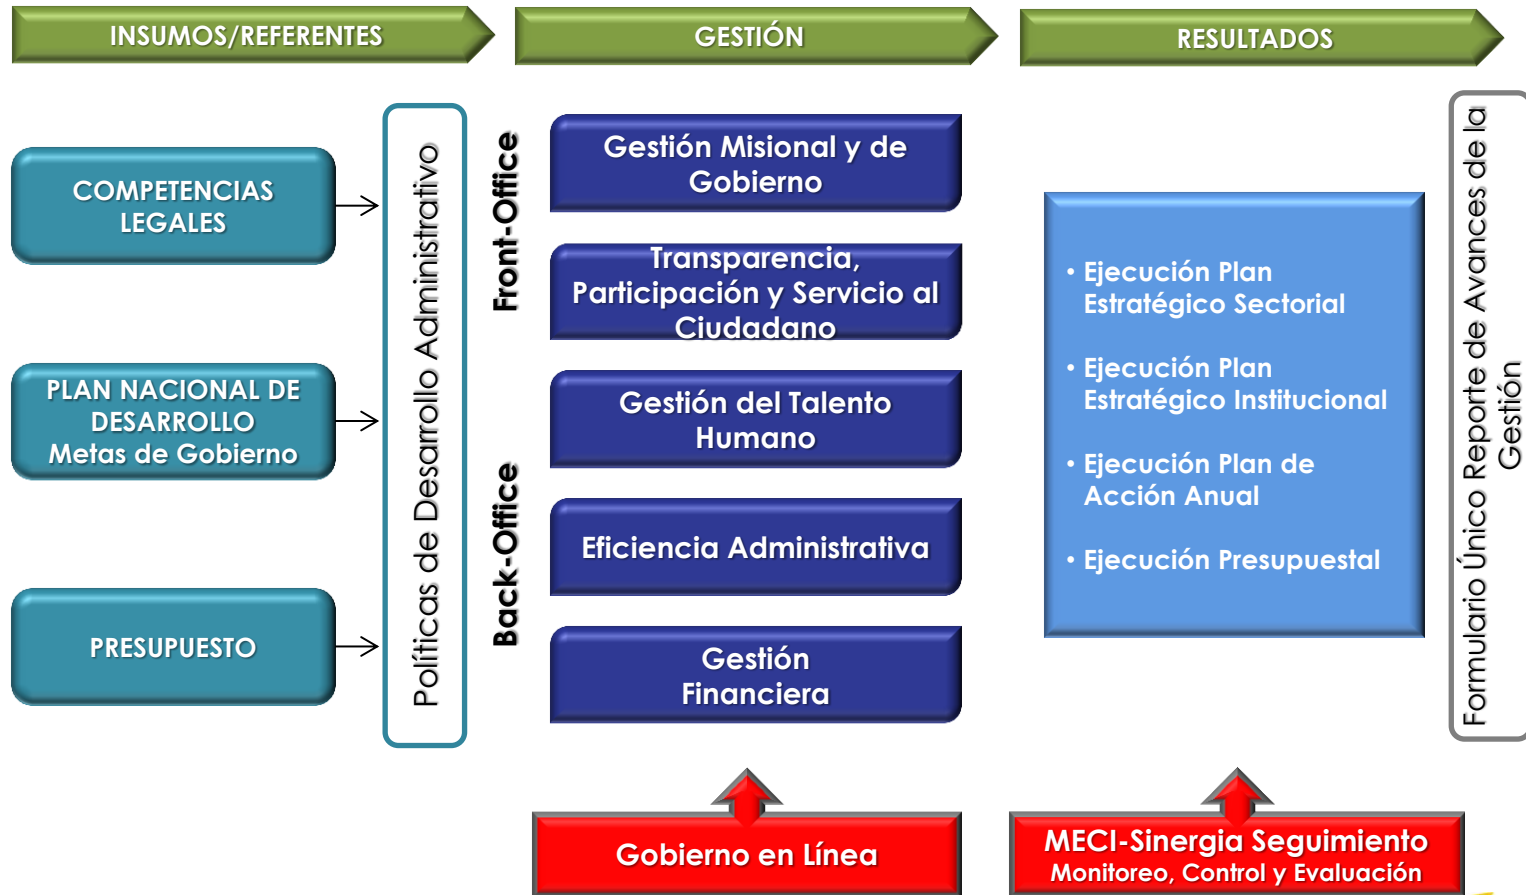 INSUMOS/REFERENTES
GESTIÓN
RESULTADOS
COMPETENCIAS
LEGALES
PLAN NACIONAL DE
DESARROLLO
Metas de Gobierno
PRESUPUESTO
Políticas de Desarrollo Administrativo
Front-Office
Back-Office
Gestión Misional y de
Gobierno
Transparencia,
Participación y Servicio al
Ciudadano
Gestión del Talento
Humano
Eficiencia Administrativa
Gestión
Financiera
• Ejecución Plan
Estratégico Sectorial
• Ejecución Plan
Estratégico Institucional
• Ejecución Plan de
Acción Anual
• Ejecución Presupuestal
Formulario Único Reporte de Avances de la
Gestión
Gobierno en Línea
MECI-Sinergia Seguimiento
Monitoreo, Control y Evaluación